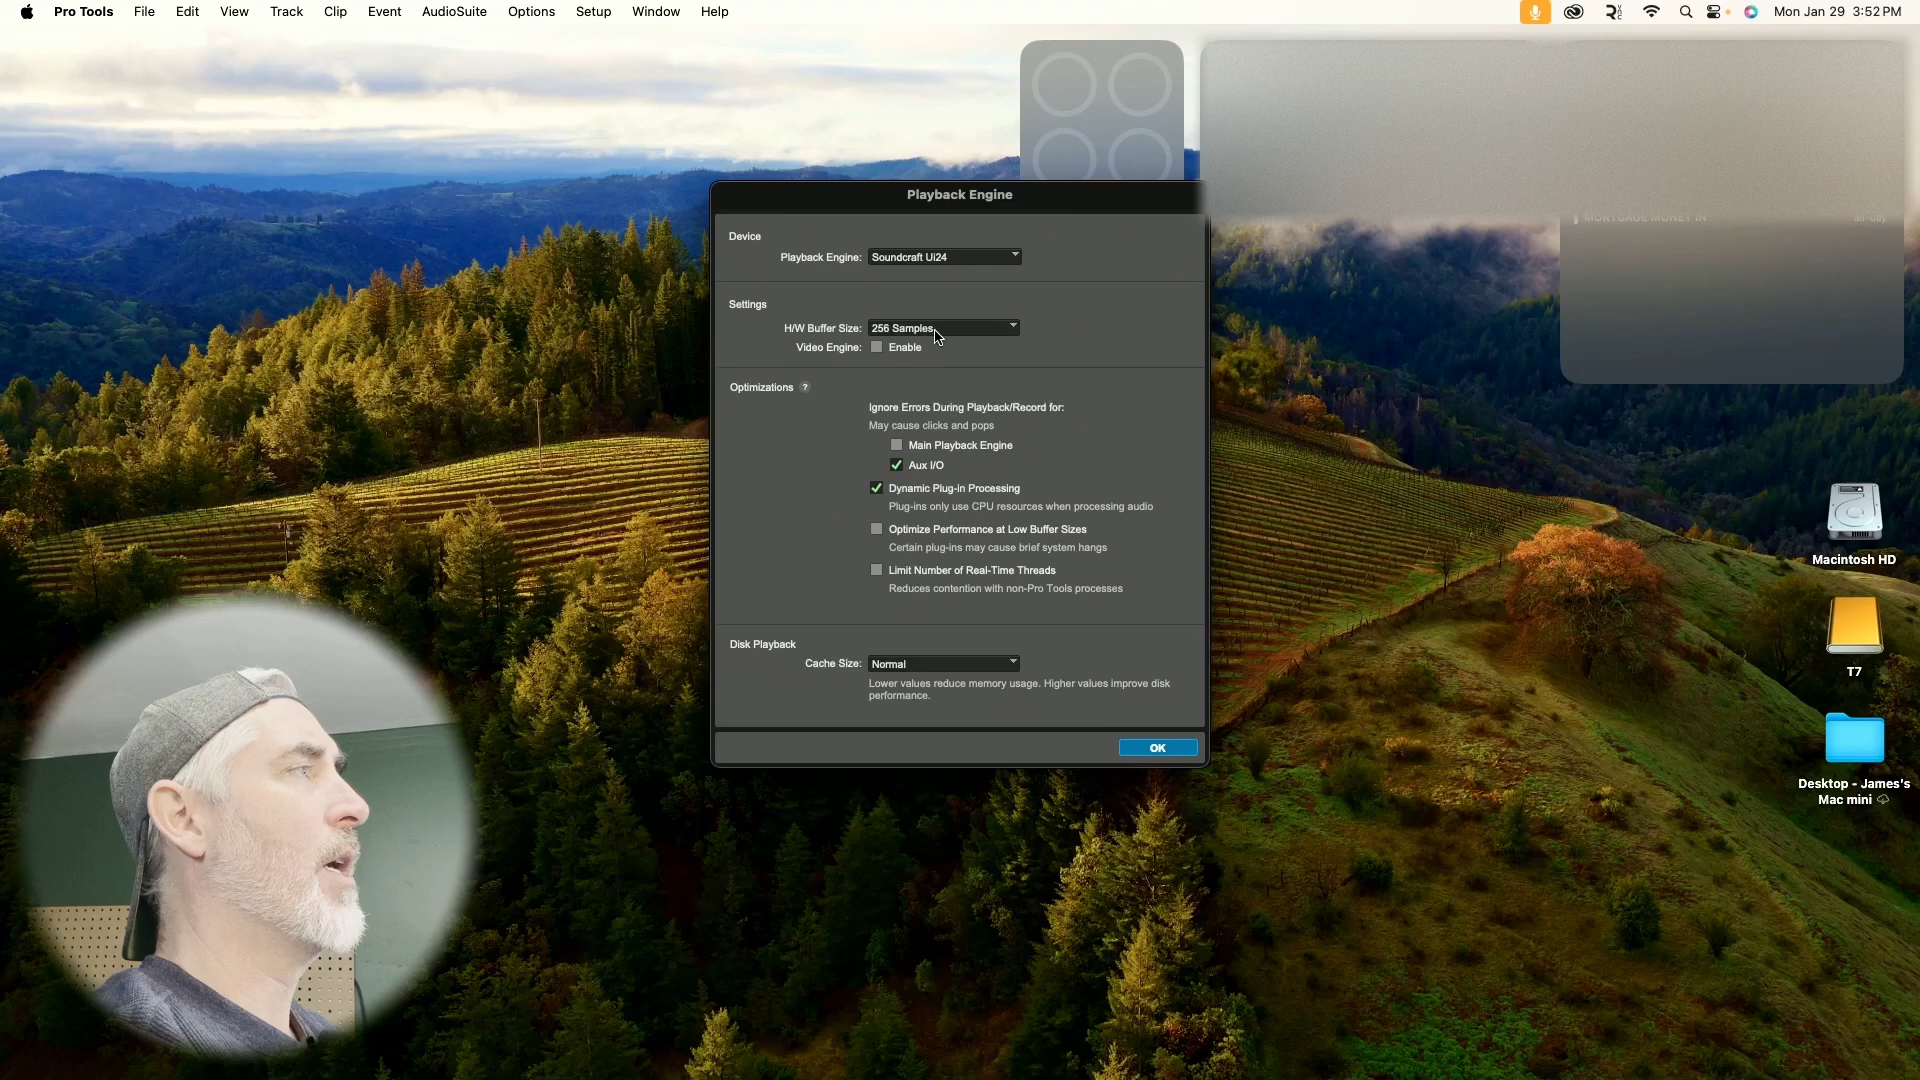 Pro Tools File Edit View Track Clip Event AudioSuite Options Setup Window Help Mon Jan 29 3:52 PM
MORTGAGE MONEY IN all-day
Playback Engine
Device
Playback Engine: Soundcraft Ui24
Settings
H/W Buffer Size: 256 Samples
Video Engine: Enable
Optimizations ?
Ignore Errors During Playback/Record for:
May cause clicks and pops
Main Playback Engine
Aux I/O
Dynamic Plug-in Processing
Plug-ins only use CPU resources when processing audio
Optimize Performance at Low Buffer Sizes
Certain plug-ins may cause brief system hangs
Limit Number of Real-Time Threads
Reduces contention with non-Pro Tools processes
Disk Playback
Cache Size: Normal
Lower values reduce memory usage. Higher values improve disk
performance.
OK
Macintosh HD
T7
Desktop - James's
Mac mini